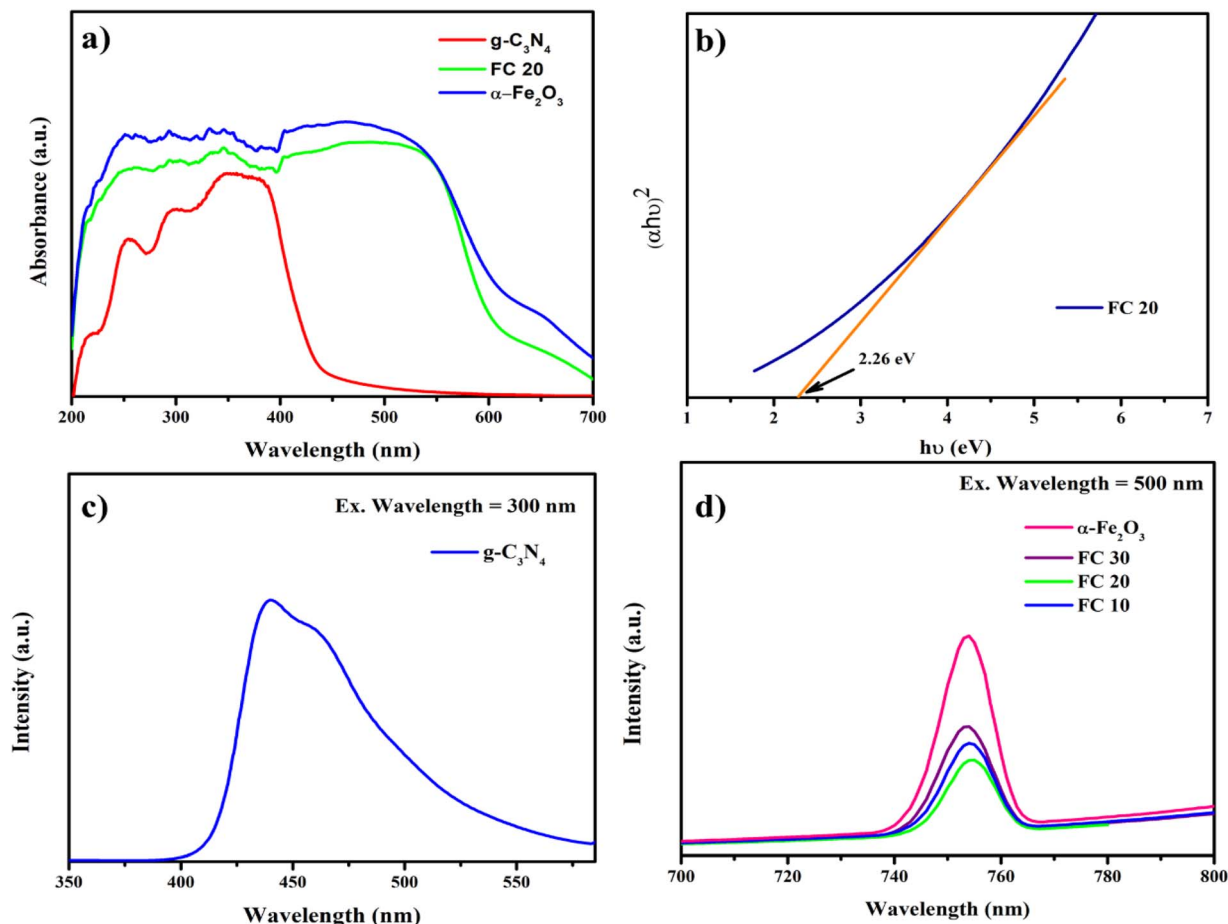 a)
g-C₃N₄
FC 20
α–Fe₂O₃
Absorbance (a.u.)
200 300 400 500 600 700
Wavelength (nm)
b)
(αhυ)²
FC 20
2.26 eV
1 2 3 4 5 6 7
hυ (eV)
c)
Ex. Wavelength = 300 nm
g-C₃N₄
Intensity (a.u.)
350 400 450 500 550
Wavelength (nm)
d)
Ex. Wavelength = 500 nm
α-Fe₂O₃
FC 30
FC 20
FC 10
Intensity (a.u.)
700 720 740 760 780 800
Wavelength (nm)